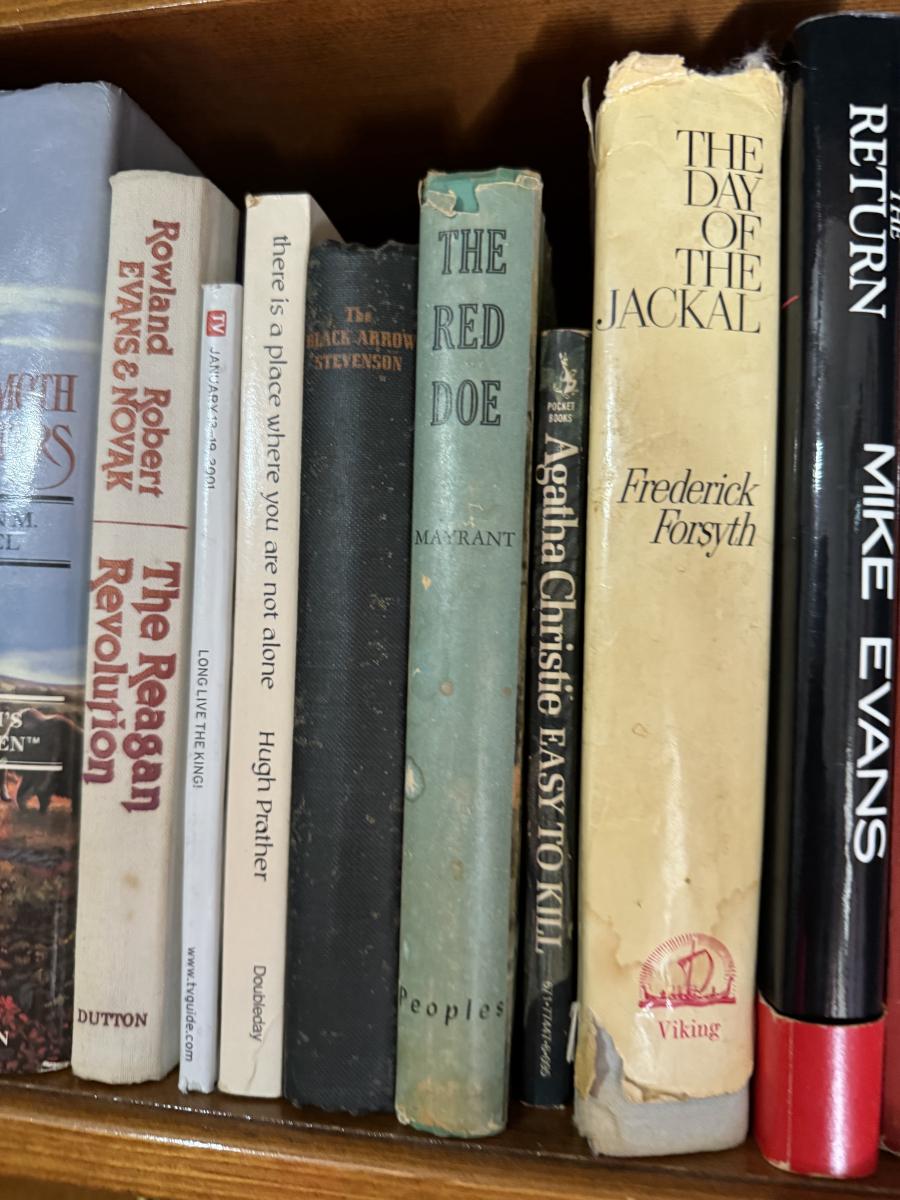 MOTH
RS
N M.
EL
'S
EN™
N
Rowland Robert
EVANS & NOVAK
The Reagan
Revolution
DUTTON
TV
JANUARY 13-19, 2001
LONG LIVE THE KING!
www.tvguide.com
there is a place where you are not alone
Hugh Prather
Doubleday
The
BLACK ARROW
STEVENSON
THE
RED
DOE
MAYRANT
Peoples
POCKET
BOOKS
Agatha Christie EASY TO KILL
THE
DAY
OF
THE
JACKAL
Frederick
Forsyth
Viking
THE
RETURN
MIKE EVANS